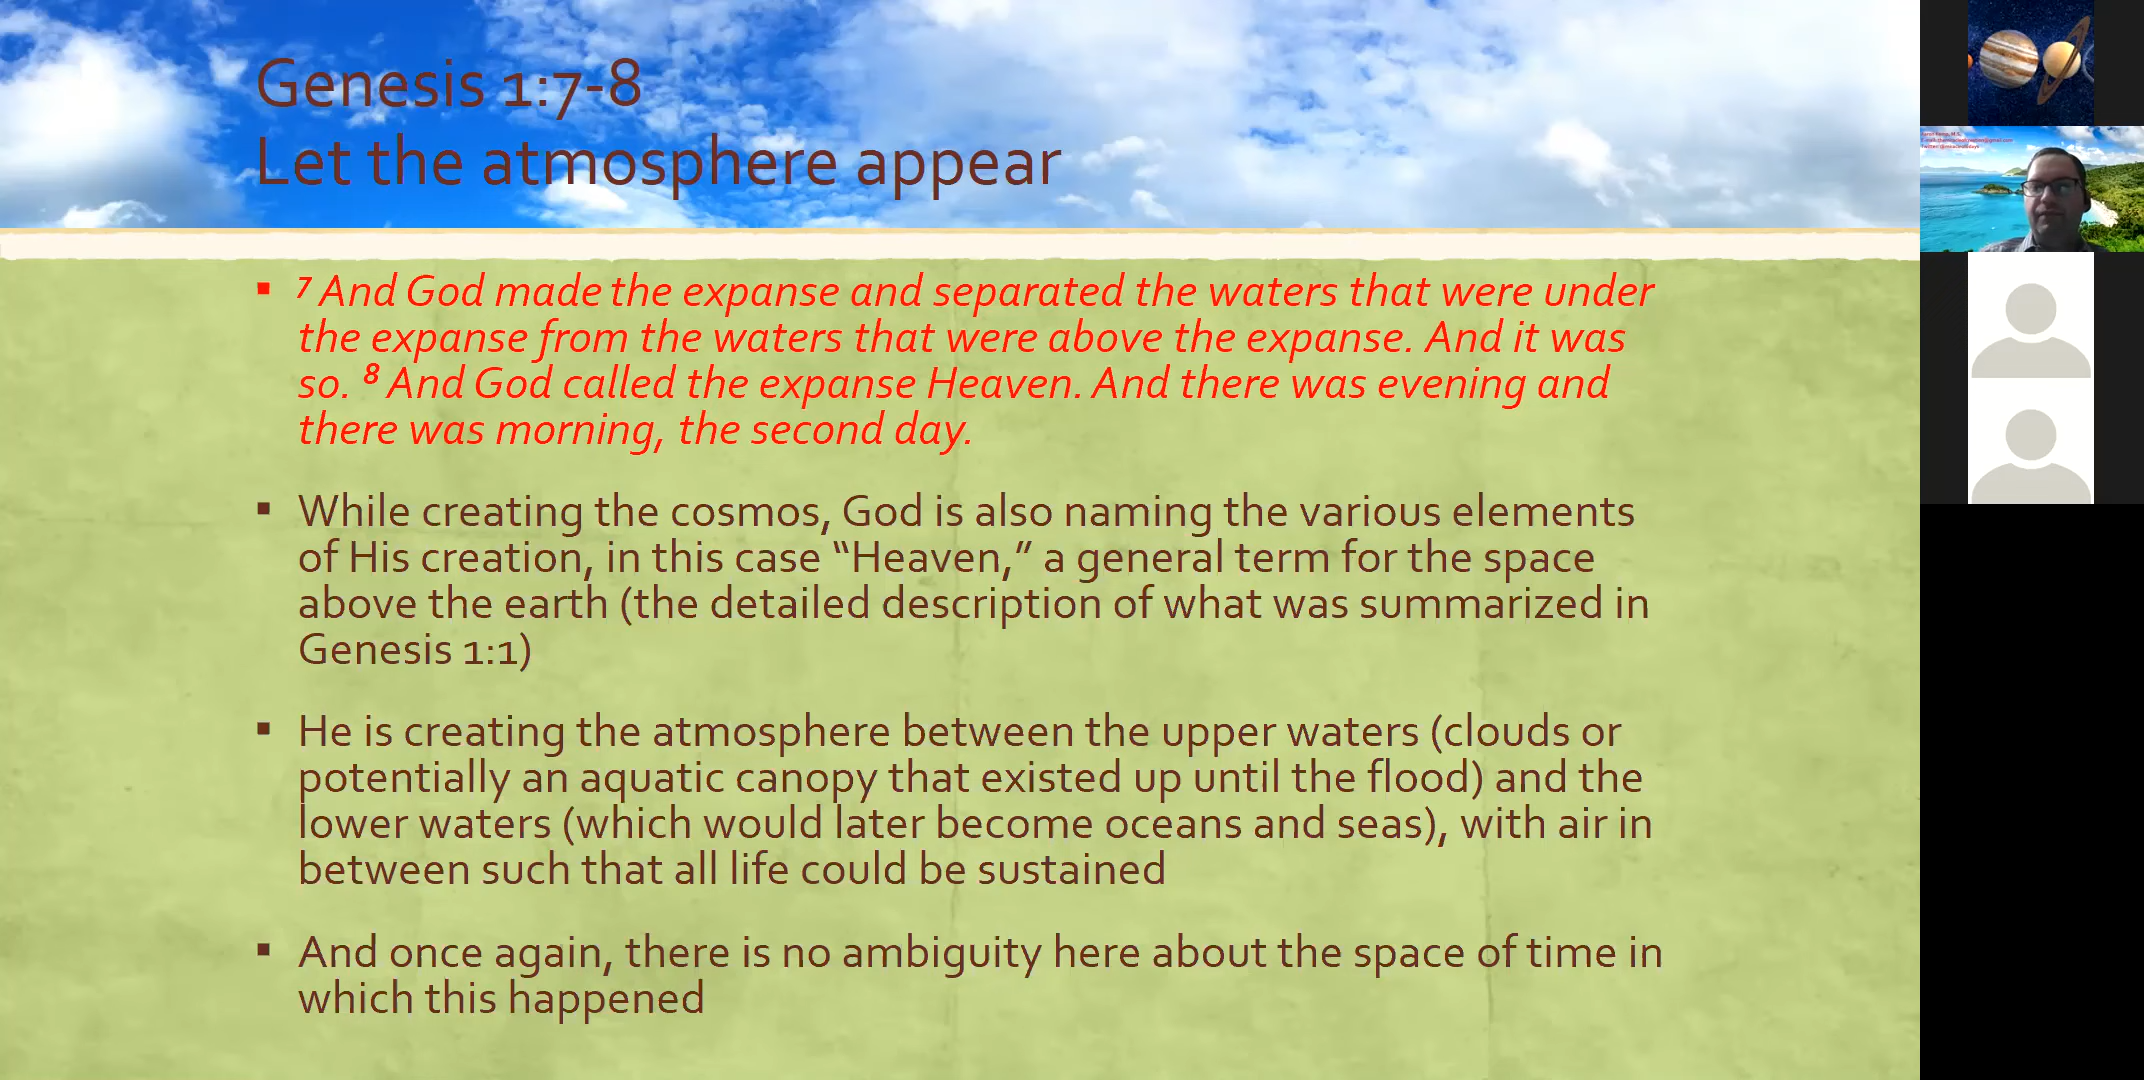 Genesis 1:7-8
Let the atmosphere appear
▪ ⁷ And God made the expanse and separated the waters that were under
the expanse from the waters that were above the expanse. And it was
so. ⁸ And God called the expanse Heaven. And there was evening and
there was morning, the second day.
▪ While creating the cosmos, God is also naming the various elements
of His creation, in this case “Heaven,” a general term for the space
above the earth (the detailed description of what was summarized in
Genesis 1:1)
▪ He is creating the atmosphere between the upper waters (clouds or
potentially an aquatic canopy that existed up until the flood) and the
lower waters (which would later become oceans and seas), with air in
between such that all life could be sustained
▪ And once again, there is no ambiguity here about the space of time in
which this happened